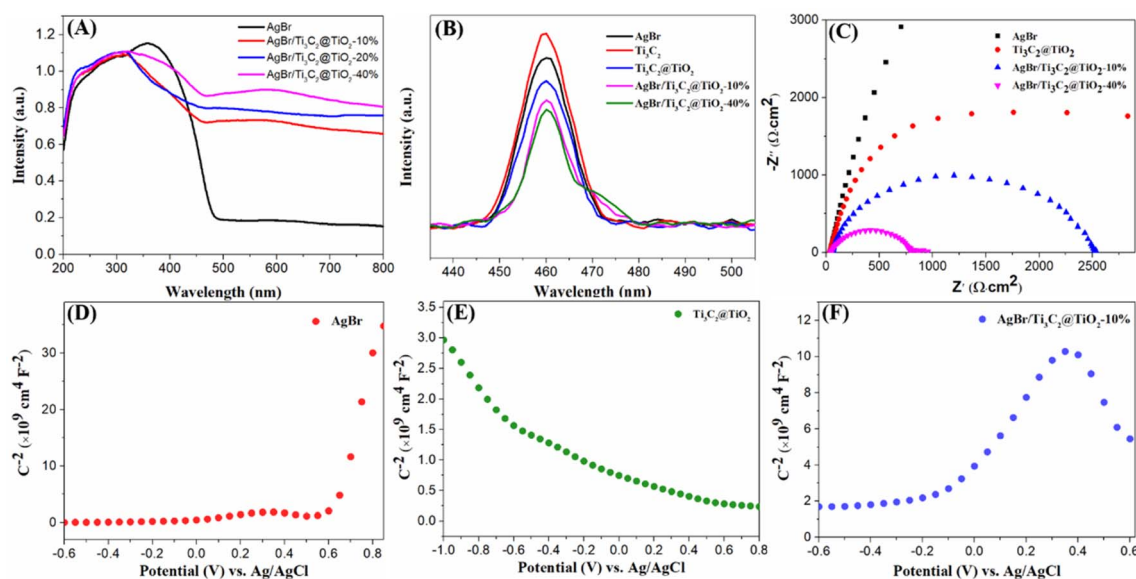 (A)
AgBr
AgBr/Ti₃C₂@TiO₂-10%
AgBr/Ti₃C₂@TiO₂-20%
AgBr/Ti₃C₂@TiO₂-40%
Intensity (a.u.)
1.2
1.0
0.8
0.6
0.4
0.2
0.0
200 300 400 500 600 700 800
Wavelength (nm)
(B)
AgBr
Ti₃C₂
Ti₃C₂@TiO₂
AgBr/Ti₃C₂@TiO₂-10%
AgBr/Ti₃C₂@TiO₂-40%
Intensity (a.u.)
440 450 460 470 480 490 500
Wavelength (nm)
(C)
AgBr
Ti₃C₂@TiO₂
AgBr/Ti₃C₂@TiO₂-10%
AgBr/Ti₃C₂@TiO₂-40%
-Z'' (Ω·cm²)
3000
2000
1000
0
0 500 1000 1500 2000 2500
Z' (Ω·cm²)
(D)
AgBr
C⁻² (×10⁹ cm⁴ F⁻²)
30
20
10
0
-0.6 -0.4 -0.2 0.0 0.2 0.4 0.6 0.8
Potential (V) vs. Ag/AgCl
(E)
Ti₃C₂@TiO₂
C⁻² (×10⁹ cm⁴ F⁻²)
3.5
3.0
2.5
2.0
1.5
1.0
0.5
0.0
-1.0 -0.8 -0.6 -0.4 -0.2 0.0 0.2 0.4 0.6 0.8
Potential (V) vs. Ag/AgCl
(F)
AgBr/Ti₃C₂@TiO₂-10%
C⁻² (×10⁹ cm⁴ F⁻²)
12
10
8
6
4
2
0
-0.6 -0.4 -0.2 0.0 0.2 0.4 0.6
Potential (V) vs. Ag/AgCl